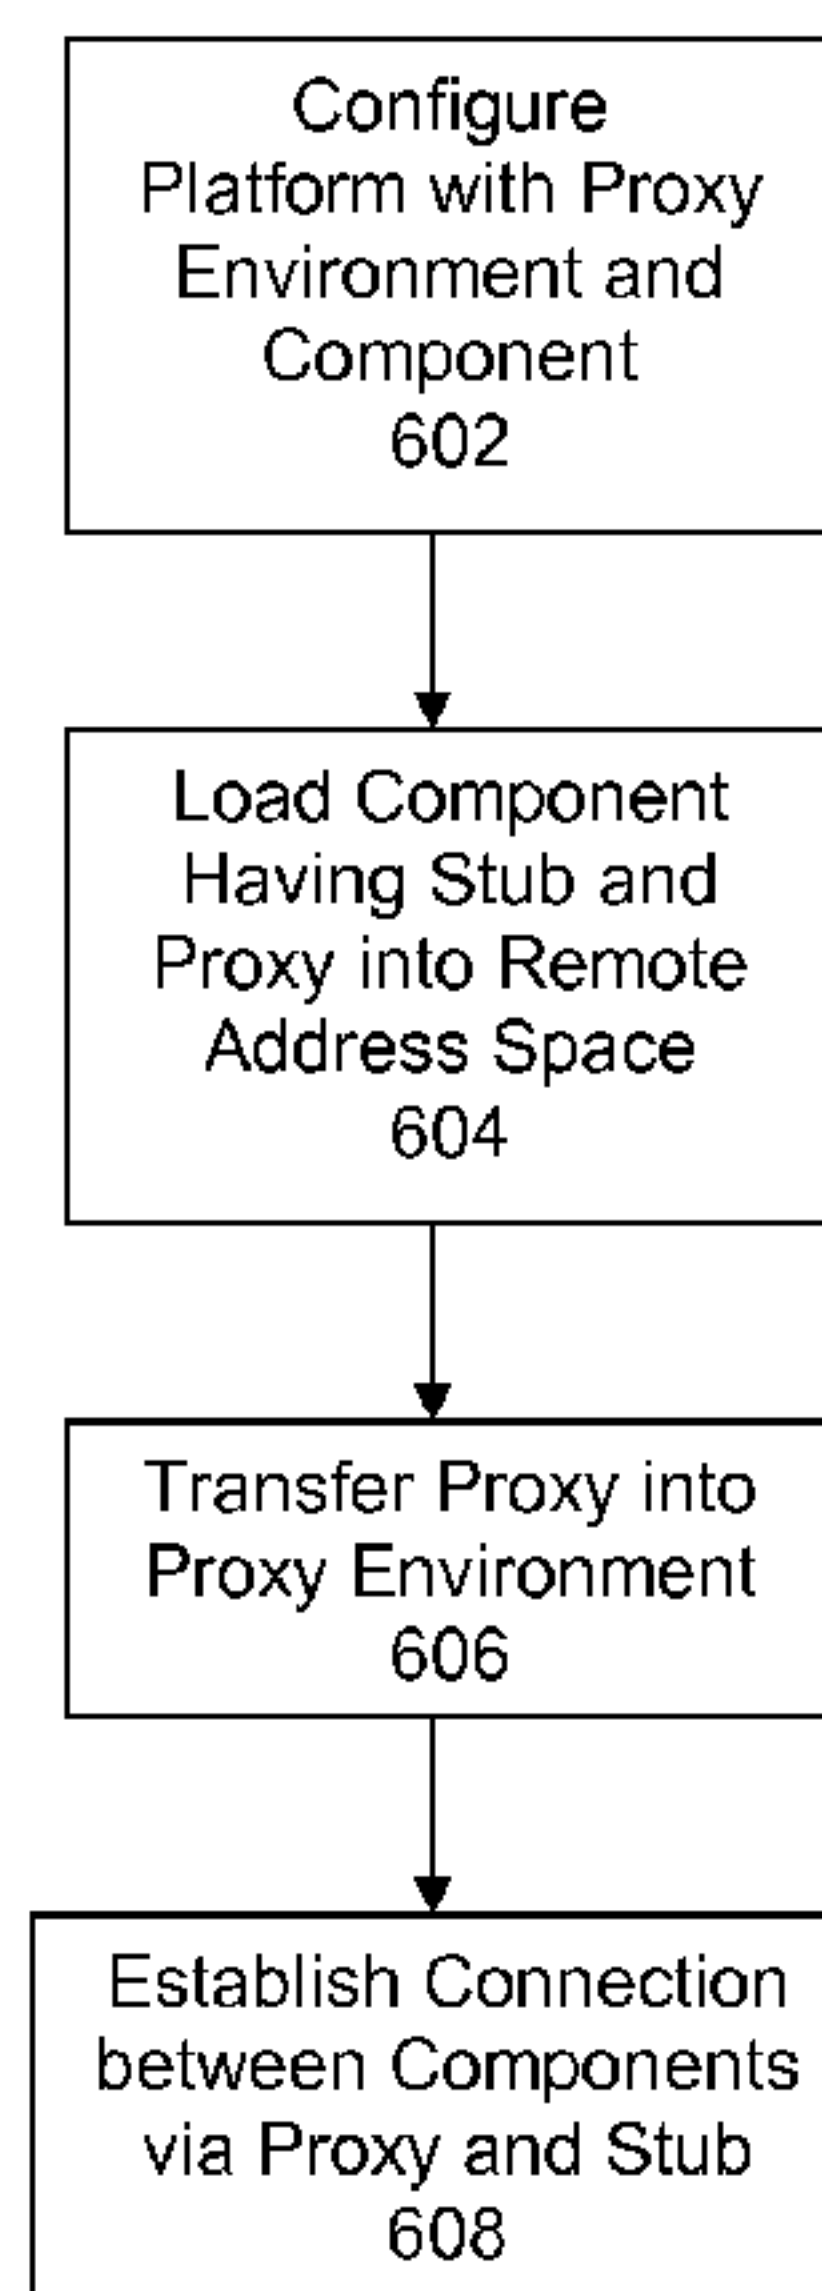 Configure
Platform with Proxy
Environment and
Component
602
Load Component
Having Stub and
Proxy into Remote
Address Space
604
Transfer Proxy into
Proxy Environment
606
Establish Connection
between Components
via Proxy and Stub
608